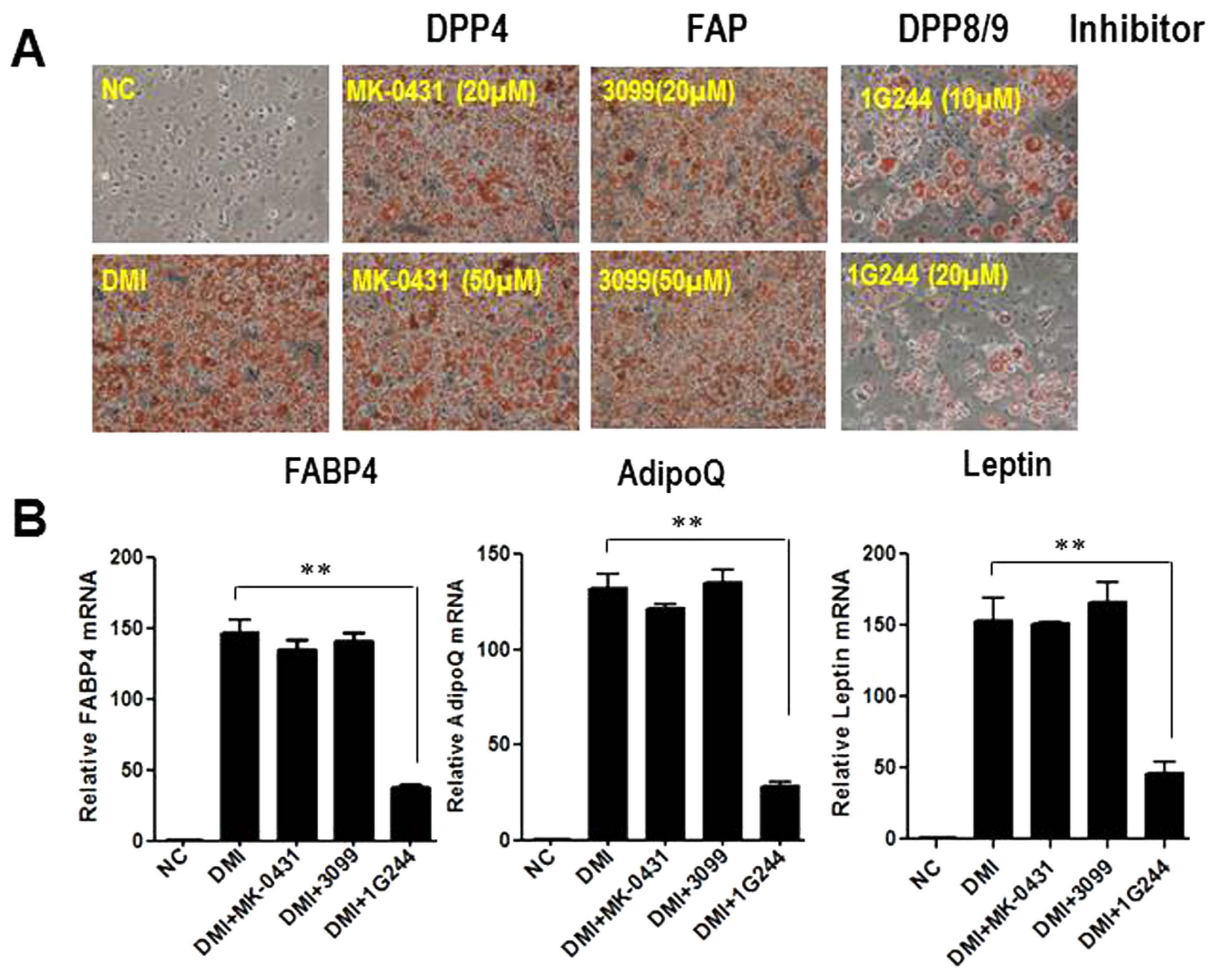 A
DPP4 FAP DPP8/9 Inhibitor
NC MK-0431 (20µM) 3099(20µM) 1G244 (10µM)
DMI MK-0431 (50µM) 3099(50µM) 1G244 (20µM)
B
FABP4
Relative FABP4 mRNA
200
150
100
50
0
**
NC DMI DMI+MK-0431 DMI+3099 DMI+1G244
AdipoQ
Relative AdipoQ mRNA
150
100
50
0
**
NC DMI DMI+MK-0431 DMI+3099 DMI+1G244
Leptin
Relative Leptin mRNA
200
150
100
50
0
**
NC DMI DMI+MK-0431 DMI+3099 DMI+1G244